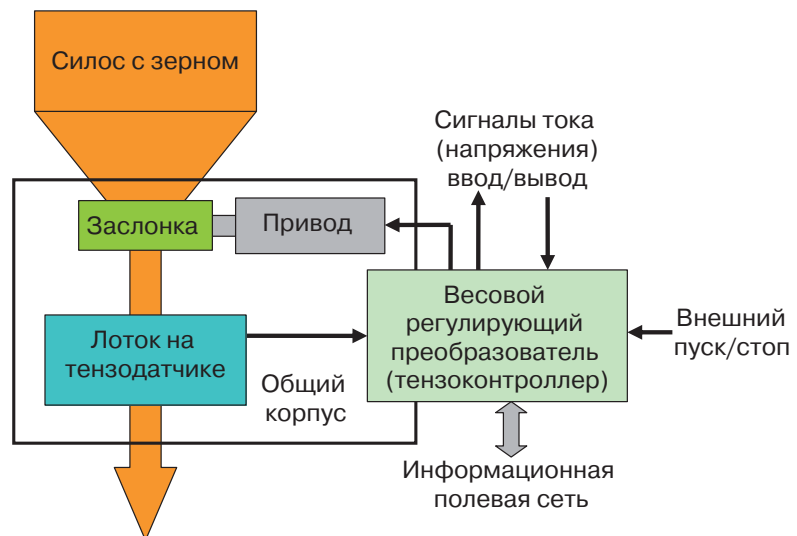 Силос с зерном
Сигналы тока
(напряжения)
ввод/вывод
Заслонка
Привод
Весовой
регулирующий
преобразователь
(тензоконтроллер)
Внешний
пуск/стоп
Лоток на
тензодатчике
Общий
корпус
Информационная
полевая сеть